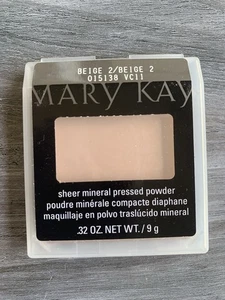 BEIGE 2/BEIGE 2
015138 VC11
MARY KAY
sheer mineral pressed powder
poudre minérale compacte diaphane
maquillaje en polvo traslúcido mineral
.32 OZ. NET WT. / 9 g